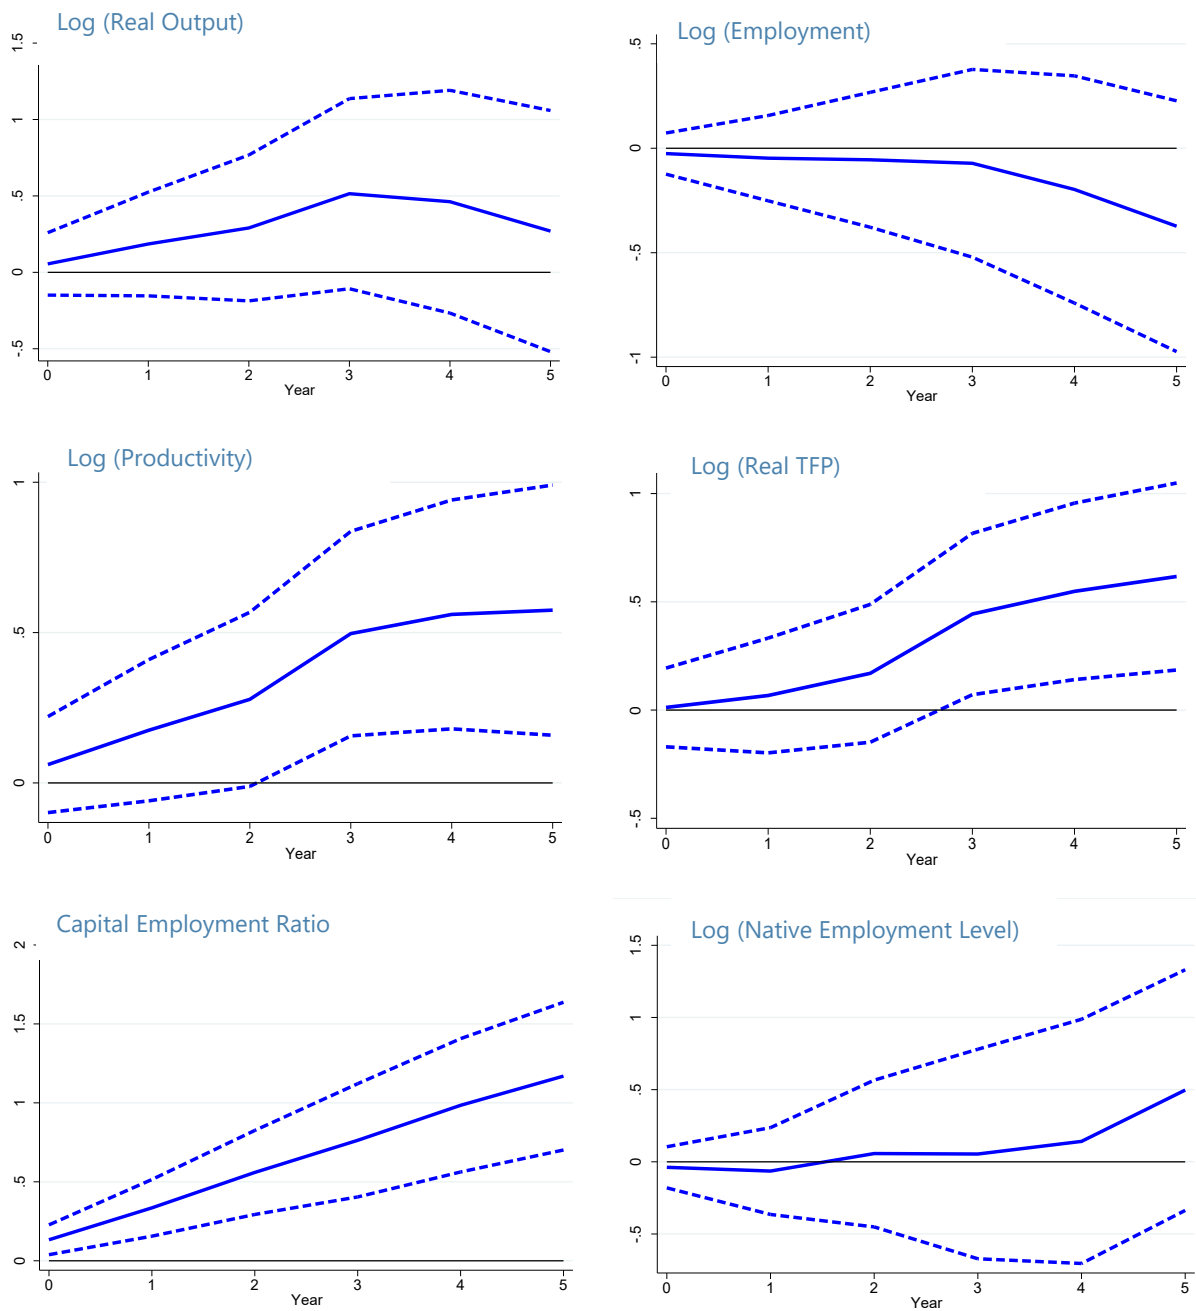 Log (Real Output)
1.5
1
.5
0
-.5
0 1 2 3 4 5
Year
Log (Employment)
.5
0
-.5
-1
0 1 2 3 4 5
Year
Log (Productivity)
1
.5
0
0 1 2 3 4 5
Year
Log (Real TFP)
1
.5
0
-.5
0 1 2 3 4 5
Year
Capital Employment Ratio
2
1.5
1
.5
0
0 1 2 3 4 5
Year
Log (Native Employment Level)
1.5
1
.5
0
-.5
0 1 2 3 4 5
Year